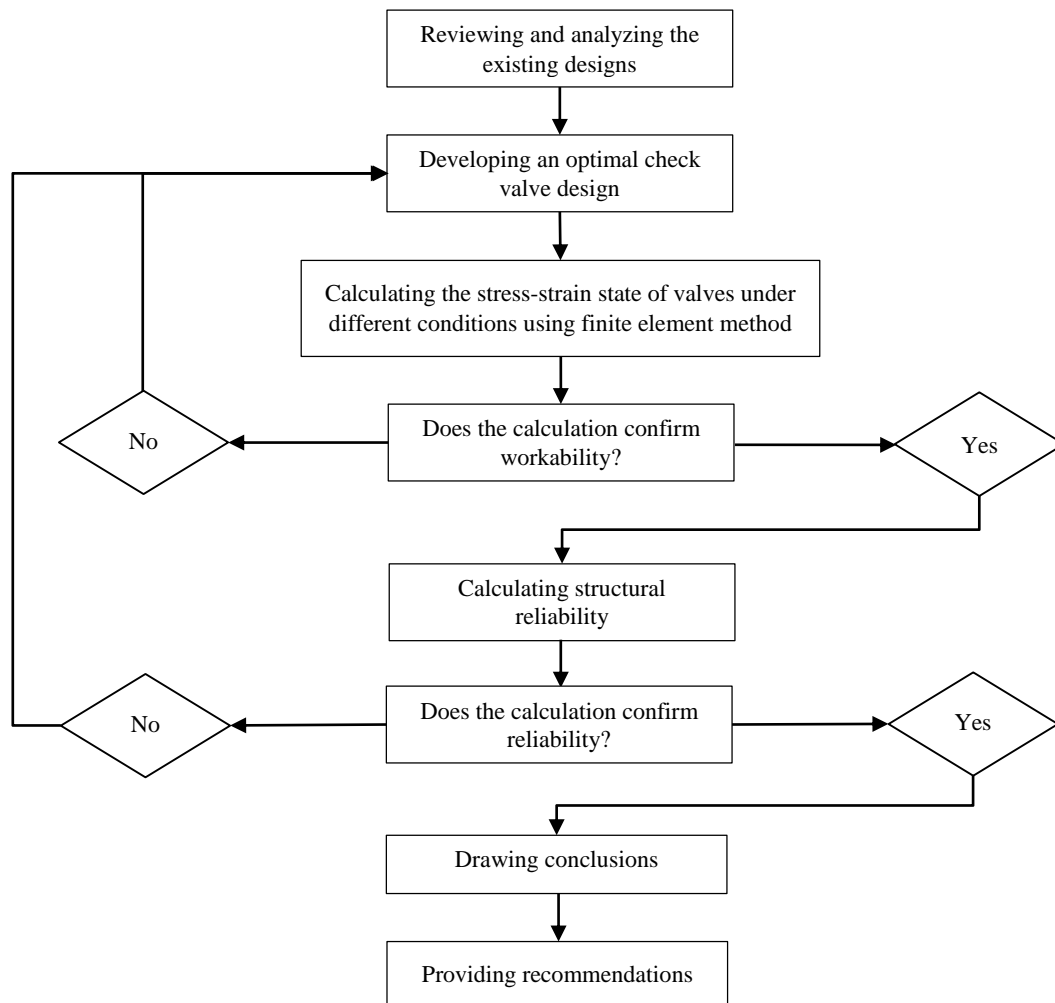 Reviewing and analyzing the
existing designs
Developing an optimal check
valve design
Calculating the stress-strain state of valves under
different conditions using finite element method
Does the calculation confirm
workability?
No
Yes
Calculating structural
reliability
Does the calculation confirm
reliability?
No
Yes
Drawing conclusions
Providing recommendations